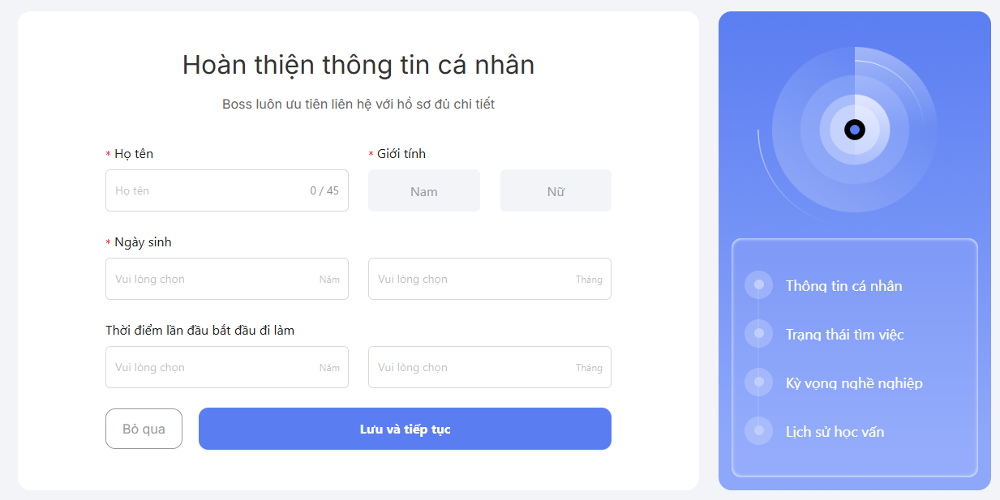 Hoàn thiện thông tin cá nhân
Boss luôn ưu tiên liên hệ với hồ sơ đủ chi tiết
* Họ tên
* Giới tính
Họ tên 0 / 45
Nam
Nữ
* Ngày sinh
Vui lòng chọn Năm
Vui lòng chọn Tháng
Thời điểm lần đầu bắt đầu đi làm
Vui lòng chọn Năm
Vui lòng chọn Tháng
Bỏ qua
Lưu và tiếp tục
Thông tin cá nhân
Trạng thái tìm việc
Kỳ vọng nghề nghiệp
Lịch sử học vấn